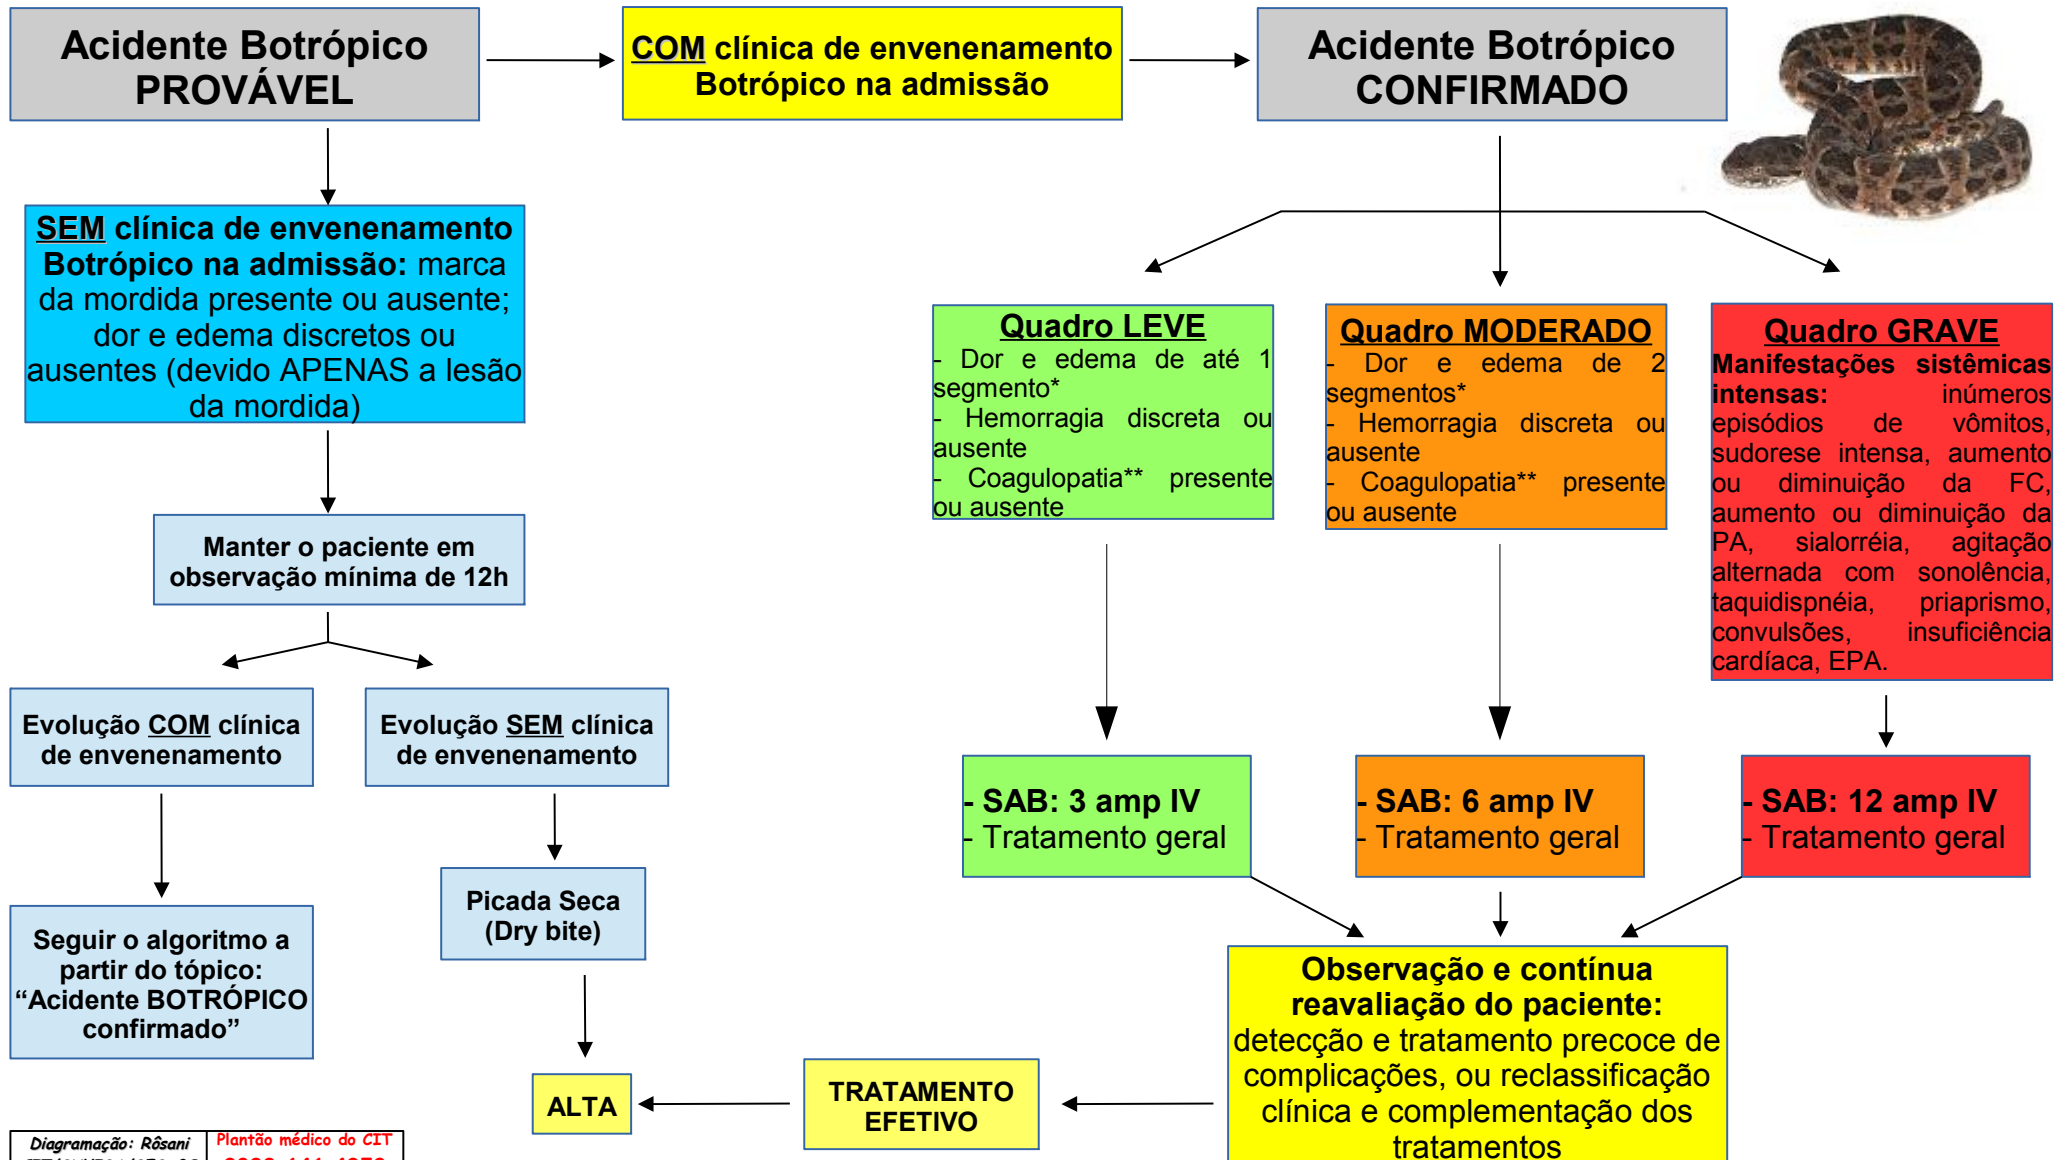 Acidente Botrópico
PROVÁVEL
COM clínica de envenenamento
Botrópico na admissão
Acidente Botrópico
CONFIRMADO
SEM clínica de envenenamento
Botrópico na admissão: marca
da mordida presente ou ausente;
dor e edema discretos ou
ausentes (devido APENAS a lesão
da mordida)
Manter o paciente em
observação mínima de 12h
Evolução COM clínica
de envenenamento
Evolução SEM clínica
de envenenamento
Seguir o algoritmo a
partir do tópico:
“Acidente BOTRÓPICO
confirmado”
Picada Seca
(Dry bite)
Quadro LEVE
- Dor e edema de até 1
segmento*
- Hemorragia discreta ou
ausente
- Coagulopatia** presente
ou ausente
Quadro MODERADO
- Dor e edema de 2
segmentos*
- Hemorragia discreta ou
ausente
- Coagulopatia** presente
ou ausente
Quadro GRAVE
Manifestações sistêmicas
intensas: inúmeros
episódios de vômitos,
sudorese intensa, aumento
ou diminuição da FC,
aumento ou diminuição da
PA, sialorréia, agitação
alternada com sonolência,
taquidispnéia, priaprismo,
convulsões, insuficiência
cardíaca, EPA.
- SAB: 3 amp IV
- Tratamento geral
- SAB: 6 amp IV
- Tratamento geral
- SAB: 12 amp IV
- Tratamento geral
Observação e contínua
reavaliação do paciente:
detecção e tratamento precoce de
complicações, ou reclassificação
clínica e complementação dos
tratamentos
TRATAMENTO
EFETIVO
ALTA
Diagramação: Rôsani
Plantão médico do CIT